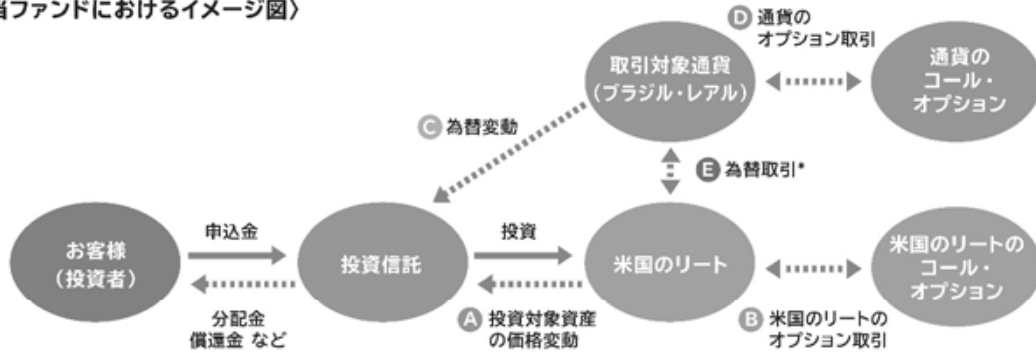 当ファンドにおけるイメージ図〉
D 通貨の
オプション取引
取引対象通貨
(ブラジル・レアル)
通貨の
コール・
オプション
C 為替変動
E 為替取引*
お客様
(投資者)
申込金
分配金
償還金 など
投資信託
投資
A 投資対象資産
の価格変動
米国のリート
B 米国のリートの
オプション取引
米国のリートの
コール・
オプション